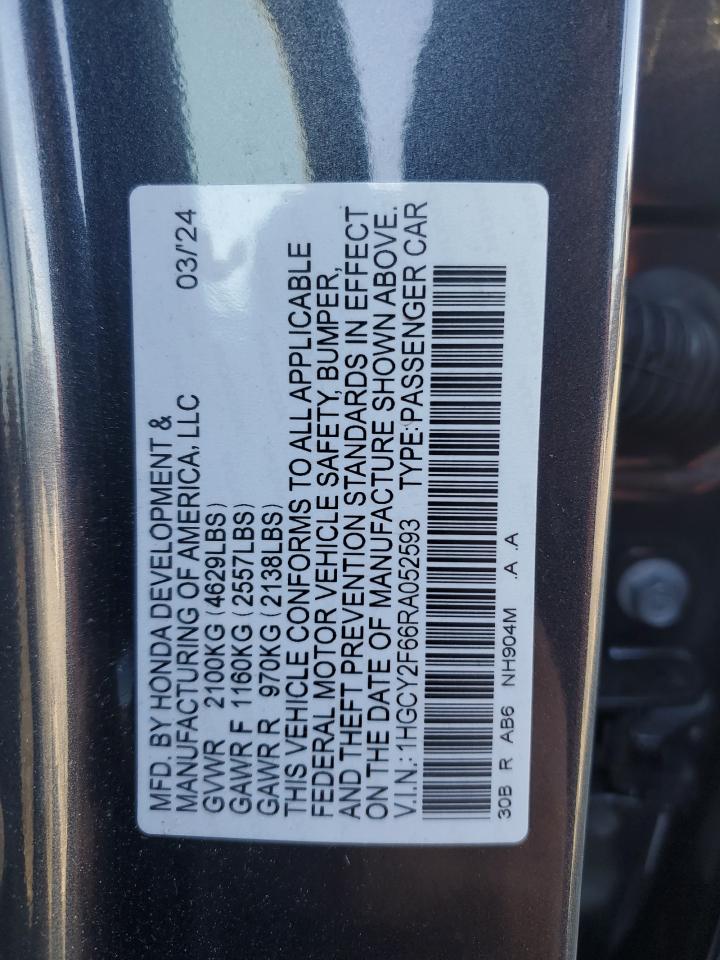 MFD. BY HONDA DEVELOPMENT &
MANUFACTURING OF AMERICA, LLC 03/'24
GVWR 2100KG (4629LBS)
GAWR F 1160KG (2557LBS)
GAWR R 970KG (2138LBS)
THIS VEHICLE CONFORMS TO ALL APPLICABLE
FEDERAL MOTOR VEHICLE SAFETY, BUMPER,
AND THEFT PREVENTION STANDARDS IN EFFECT
ON THE DATE OF MANUFACTURE SHOWN ABOVE.
V.I.N.: 1HGCY2F66RA052593 TYPE: PASSENGER CAR
30B R AB6 NH904M .A .A